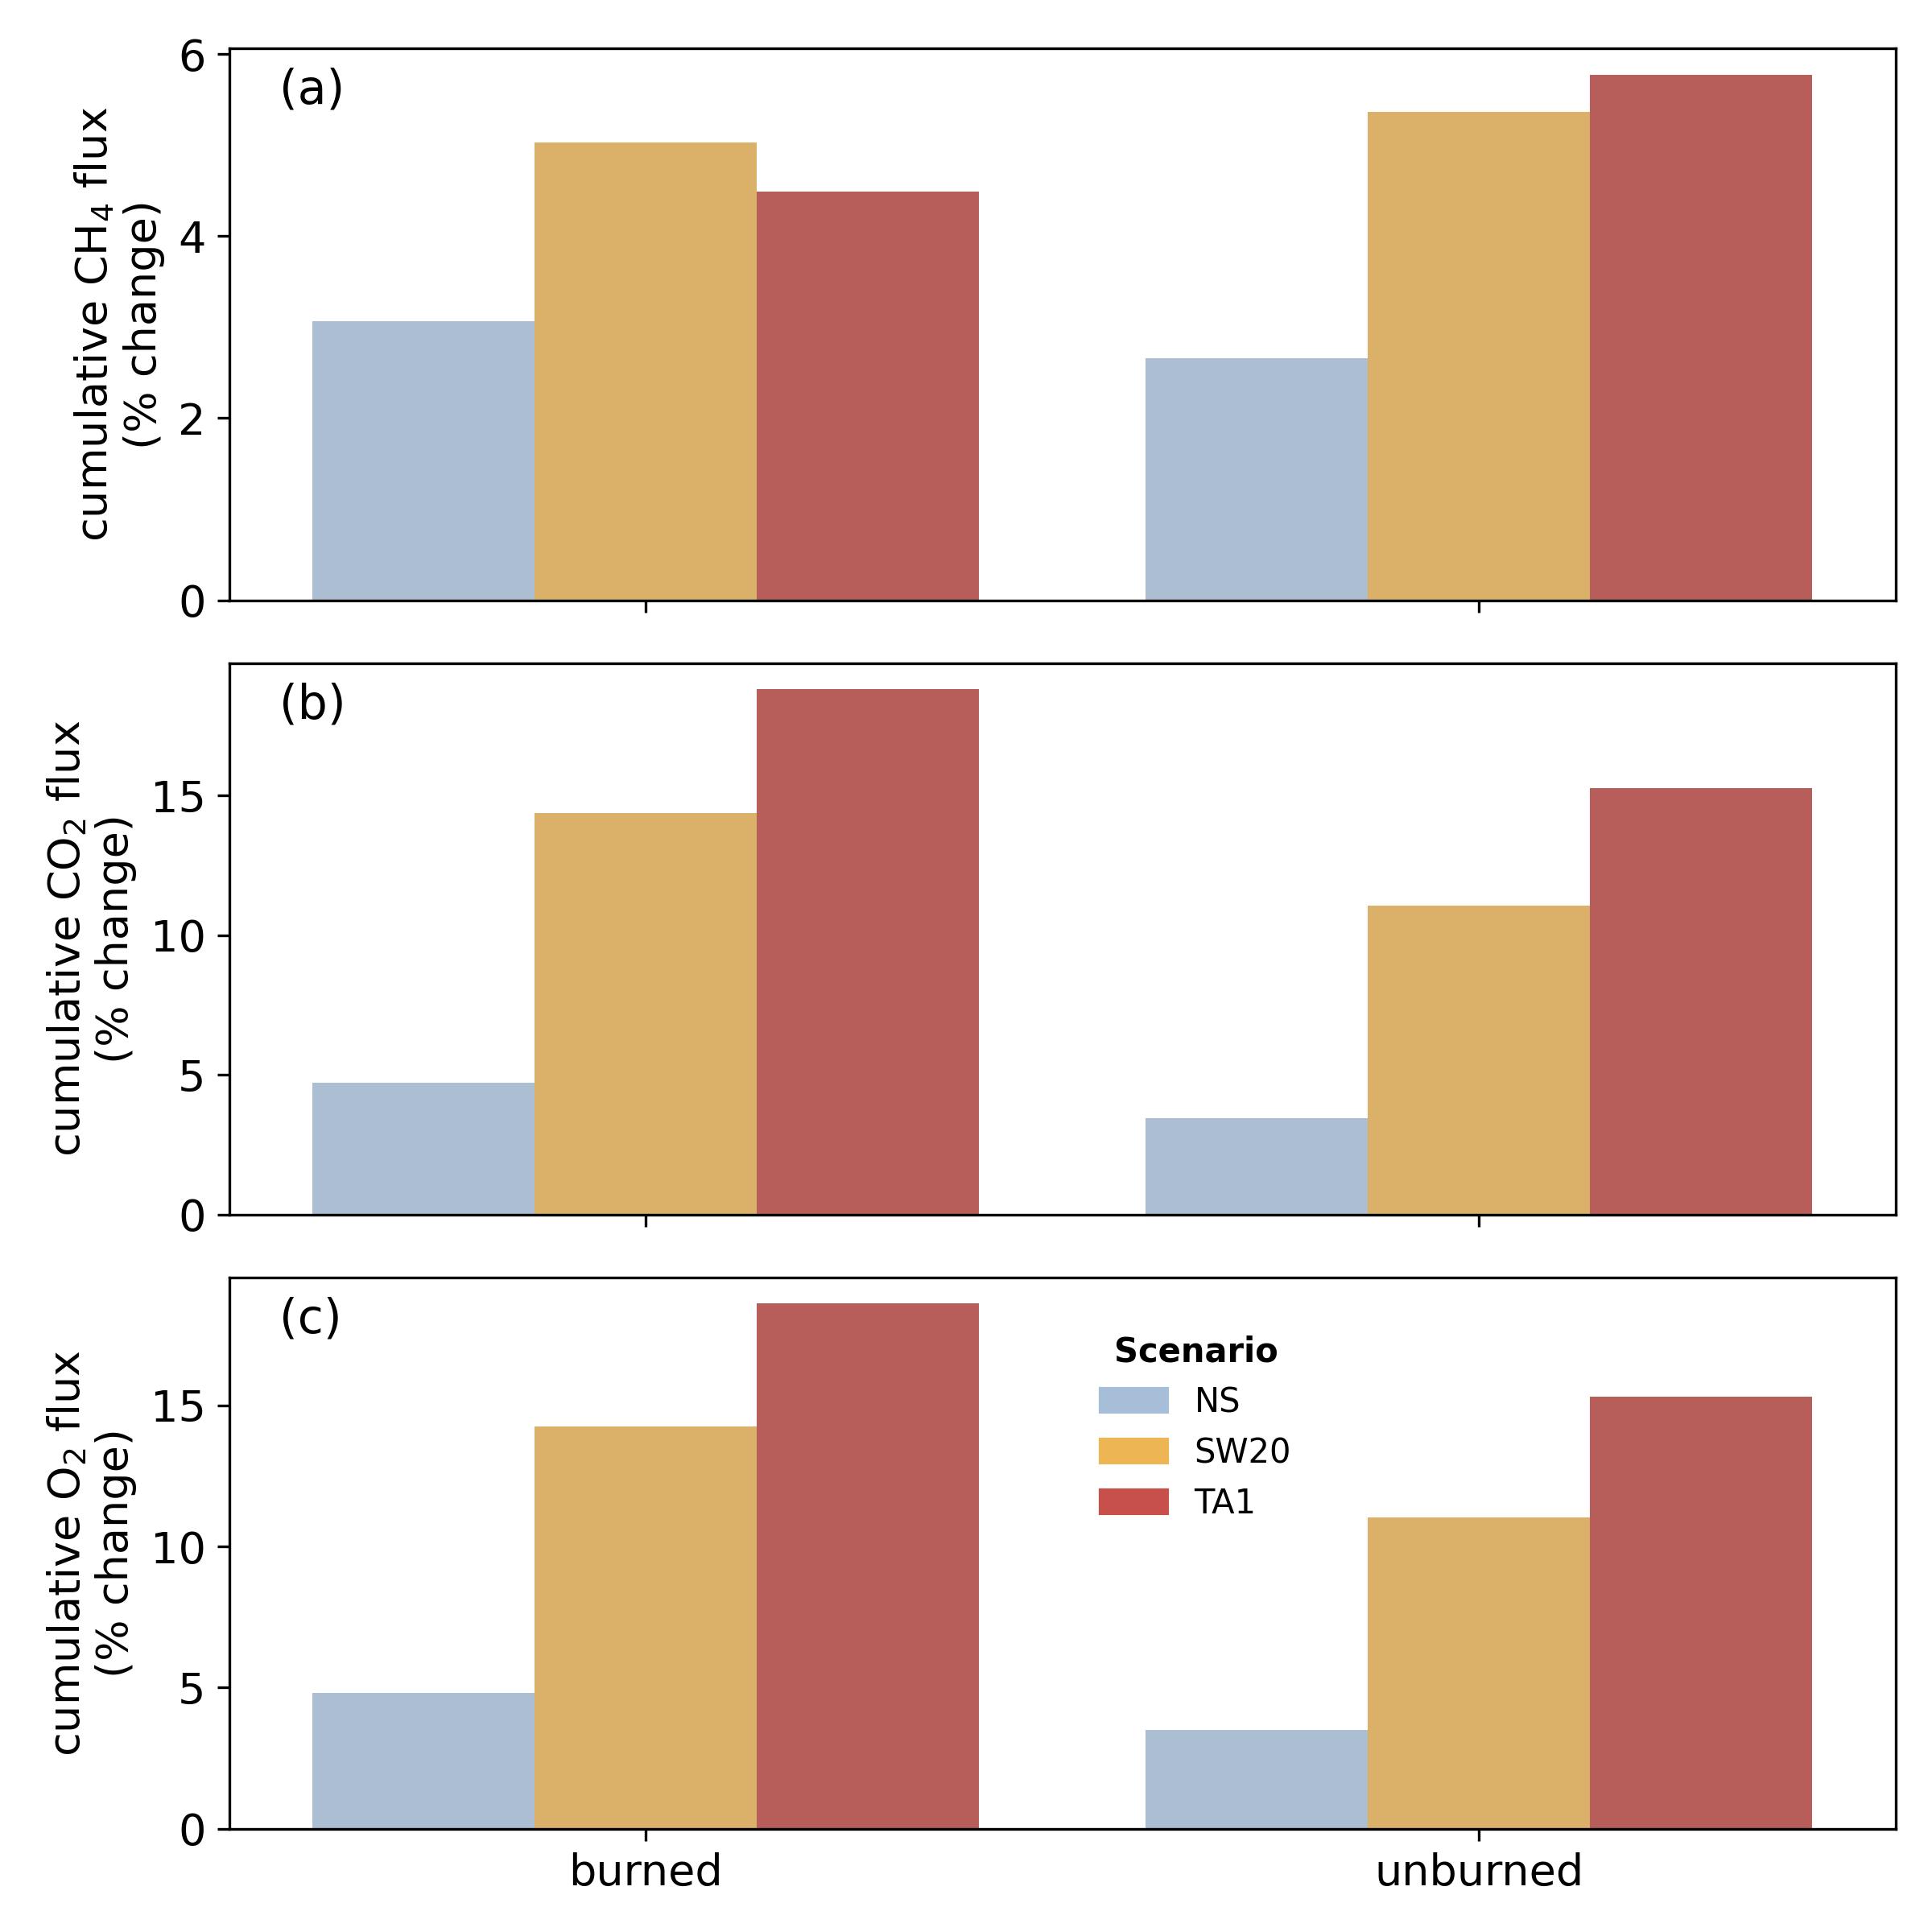 (a)
cumulative CH₄ flux
(% change)
6
4
2
0
(b)
cumulative CO₂ flux
(% change)
15
10
5
0
(c)
cumulative O₂ flux
(% change)
15
10
5
0
Scenario
NS
SW20
TA1
burned
unburned